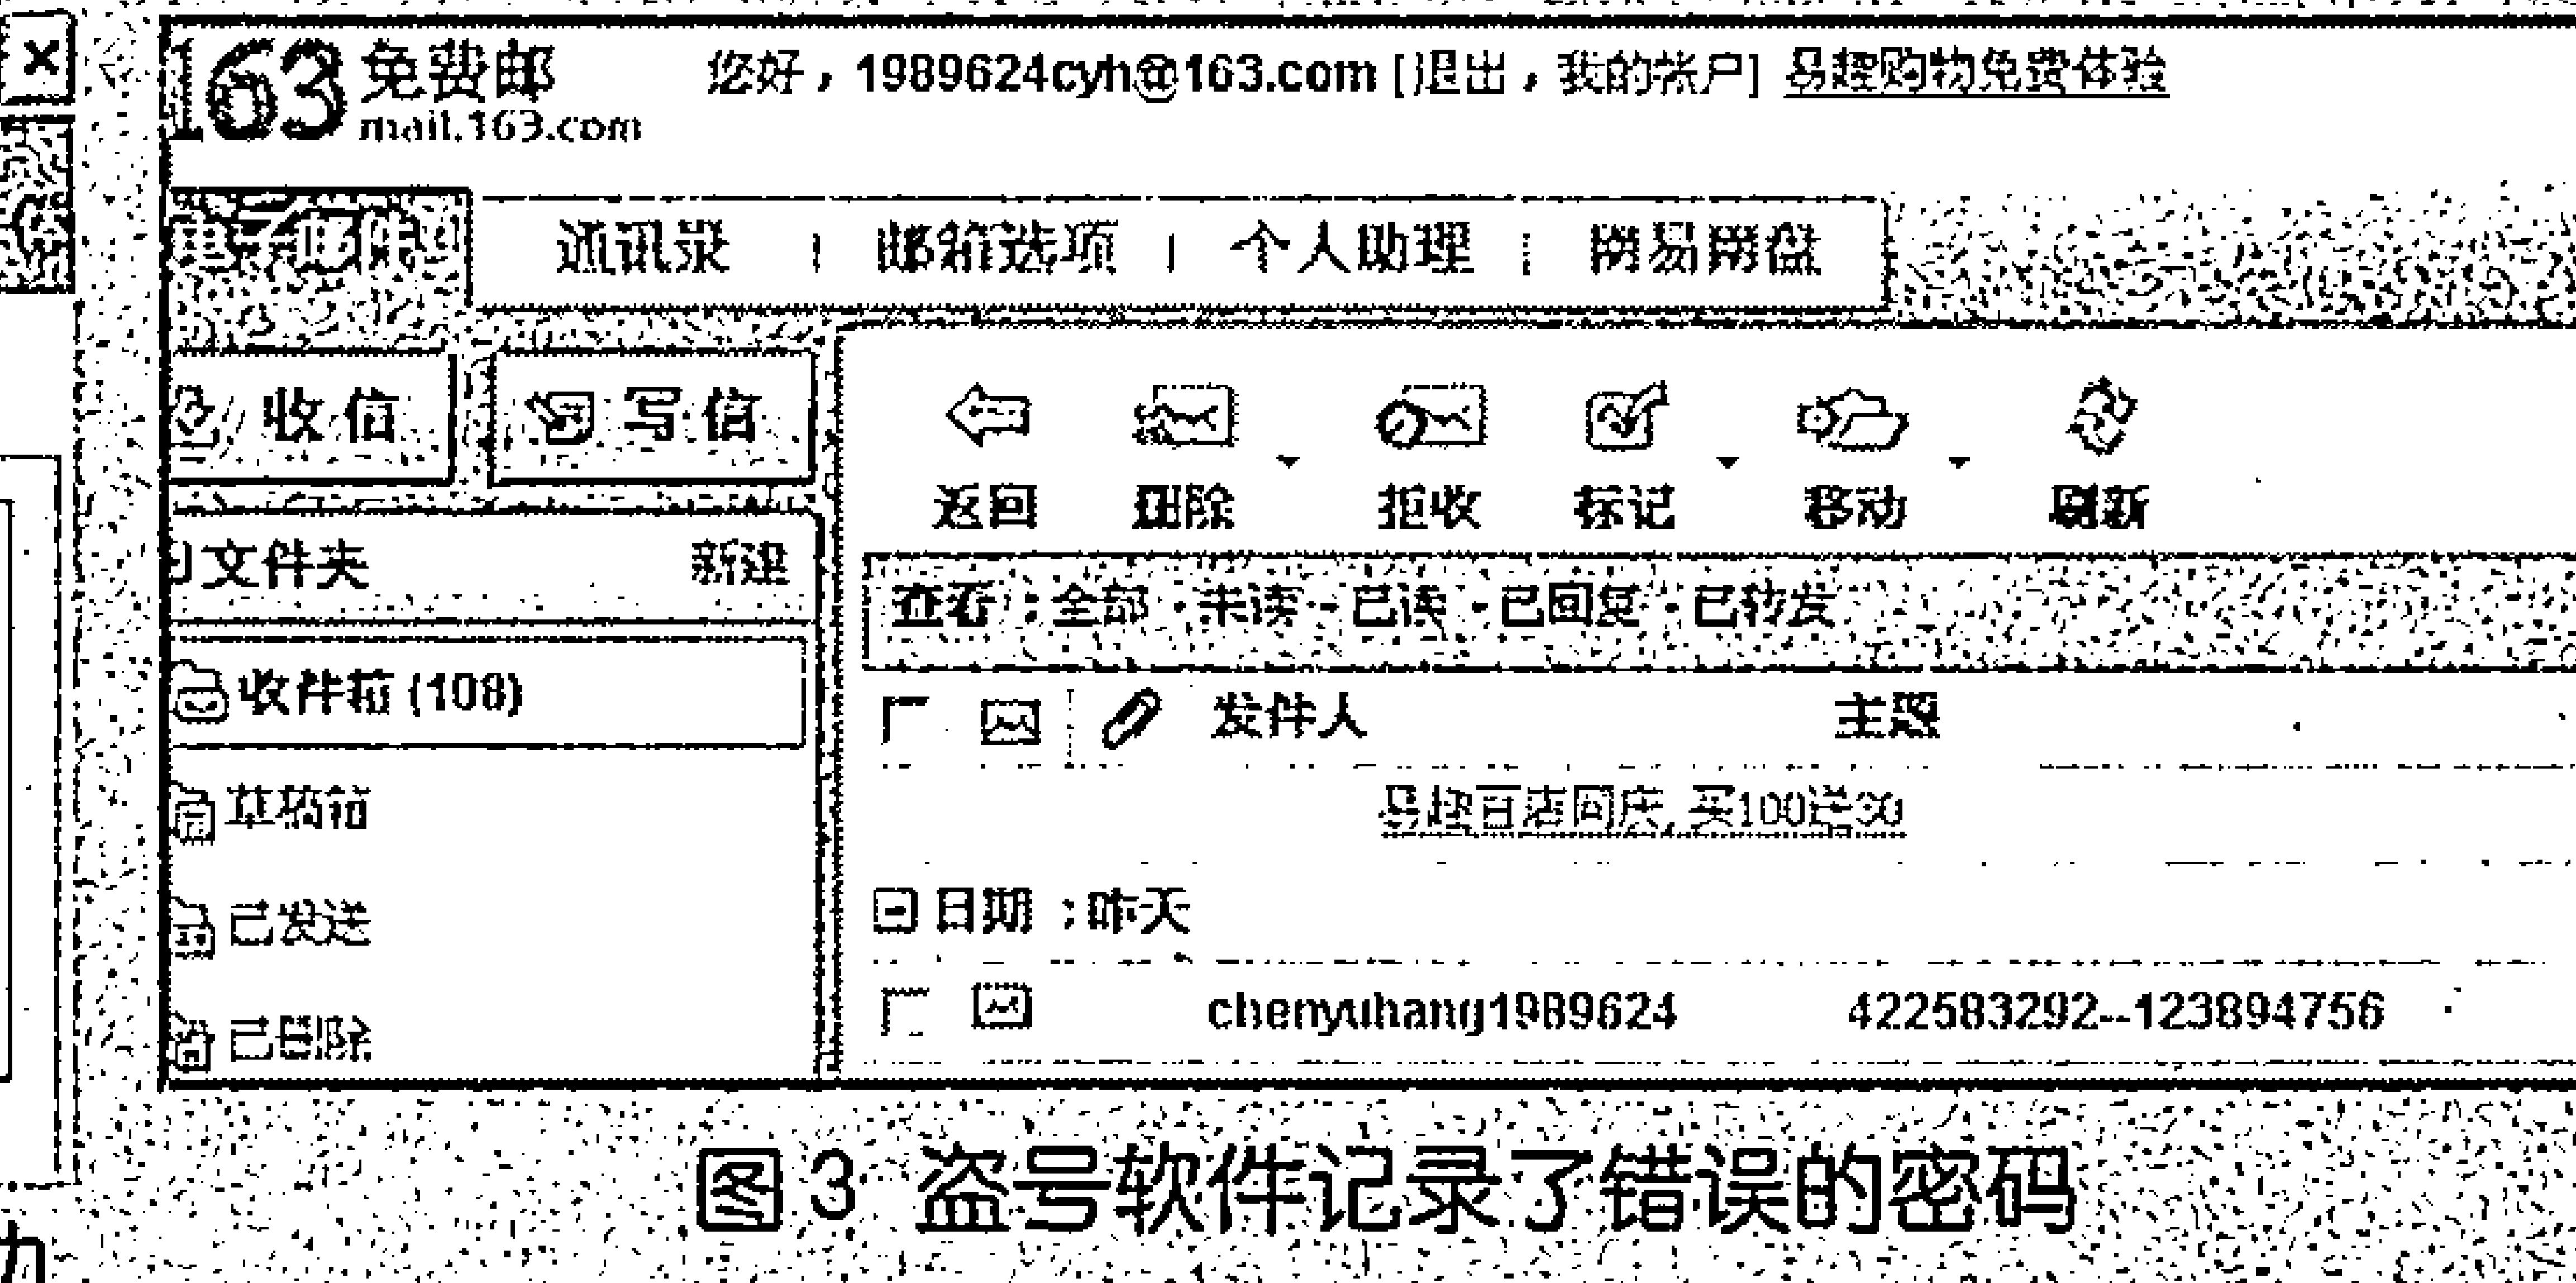 163 免费邮
mail.163.com
您好，1989624cyh@163.com [退出，我的帐户] 易趣购物免费体验
电子邮件 通讯录 | 邮箱选项 | 个人助理 | 网易网盘
收信 写信
返回 删除 拒收 标记 移动 刷新
文件夹 新建
查看：全部·未读·已读·已回复·已转发
收件箱 (108)
发件人 主题
草稿箱
易趣百店同庆,买100送30
已发送
日期：昨天
已删除
chenyuhang1989624 422583292--123894756
图 3 盗号软件记录了错误的密码